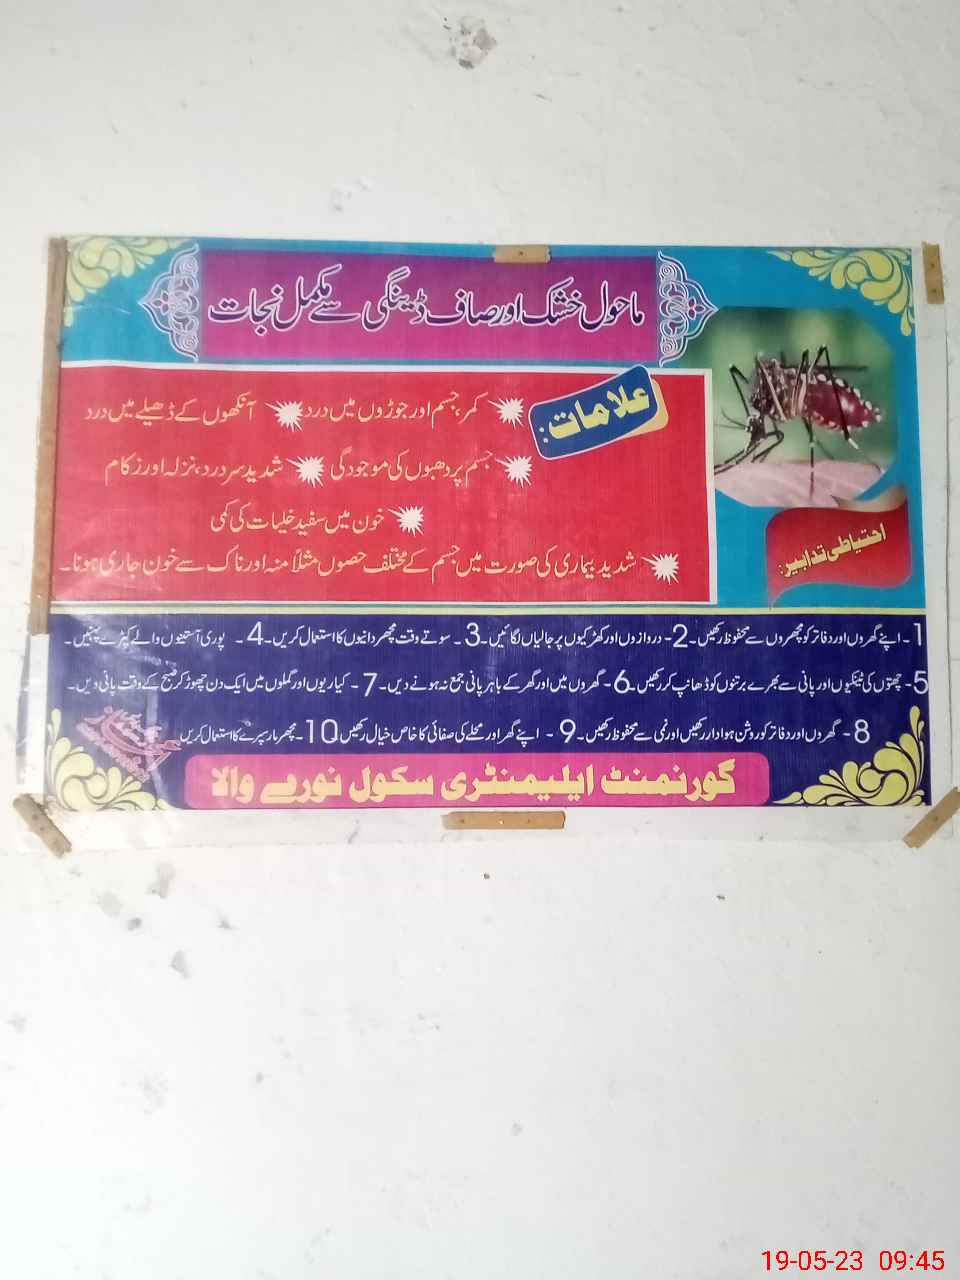 ماحول خشک اور صاف ڈینگی سے مکمل نجات
علامات:
کمر، جسم اور جوڑوں میں درد آنکھوں کے ڈھیلے میں درد
جسم پر دھبوں کی موجودگی شدید سر درد، نزلہ اور زکام
خون میں سفید خلیات کی کمی
شدید بیماری کی صورت میں جسم کے مختلف حصوں مثلاً منہ اور ناک سے خون جاری ہونا۔
احتیاطی تدابیر:
1- اپنے گھروں اور دفاتر کو مچھروں سے محفوظ رکھیں۔ 2- دروازوں اور کھڑکیوں پر جالیاں لگائیں۔ 3- سوتے وقت مچھر دانیوں کا استعمال کریں۔ 4- پوری آستینوں والے کپڑے پہنیں۔
5- چھتوں کی ٹینکیوں اور پانی سے بھرے برتنوں کو ڈھانپ کر رکھیں۔ 6- گھروں میں اور گھر کے باہر پانی جمع نہ ہونے دیں۔ 7- کیاریوں اور گملوں میں ایک دن چھوڑ کر صبح کے وقت پانی دیں۔
8- گھروں اور دفاتر کو روشن ہوادار رکھیں اور نمی سے محفوظ رکھیں۔ 9- اپنے گھر اور محلے کی صفائی کا خاص خیال رکھیں 10۔ مچھر مار سپرے کا استعمال کریں
گورنمنٹ ایلیمنٹری سکول نورے والا
19-05-23 09:45